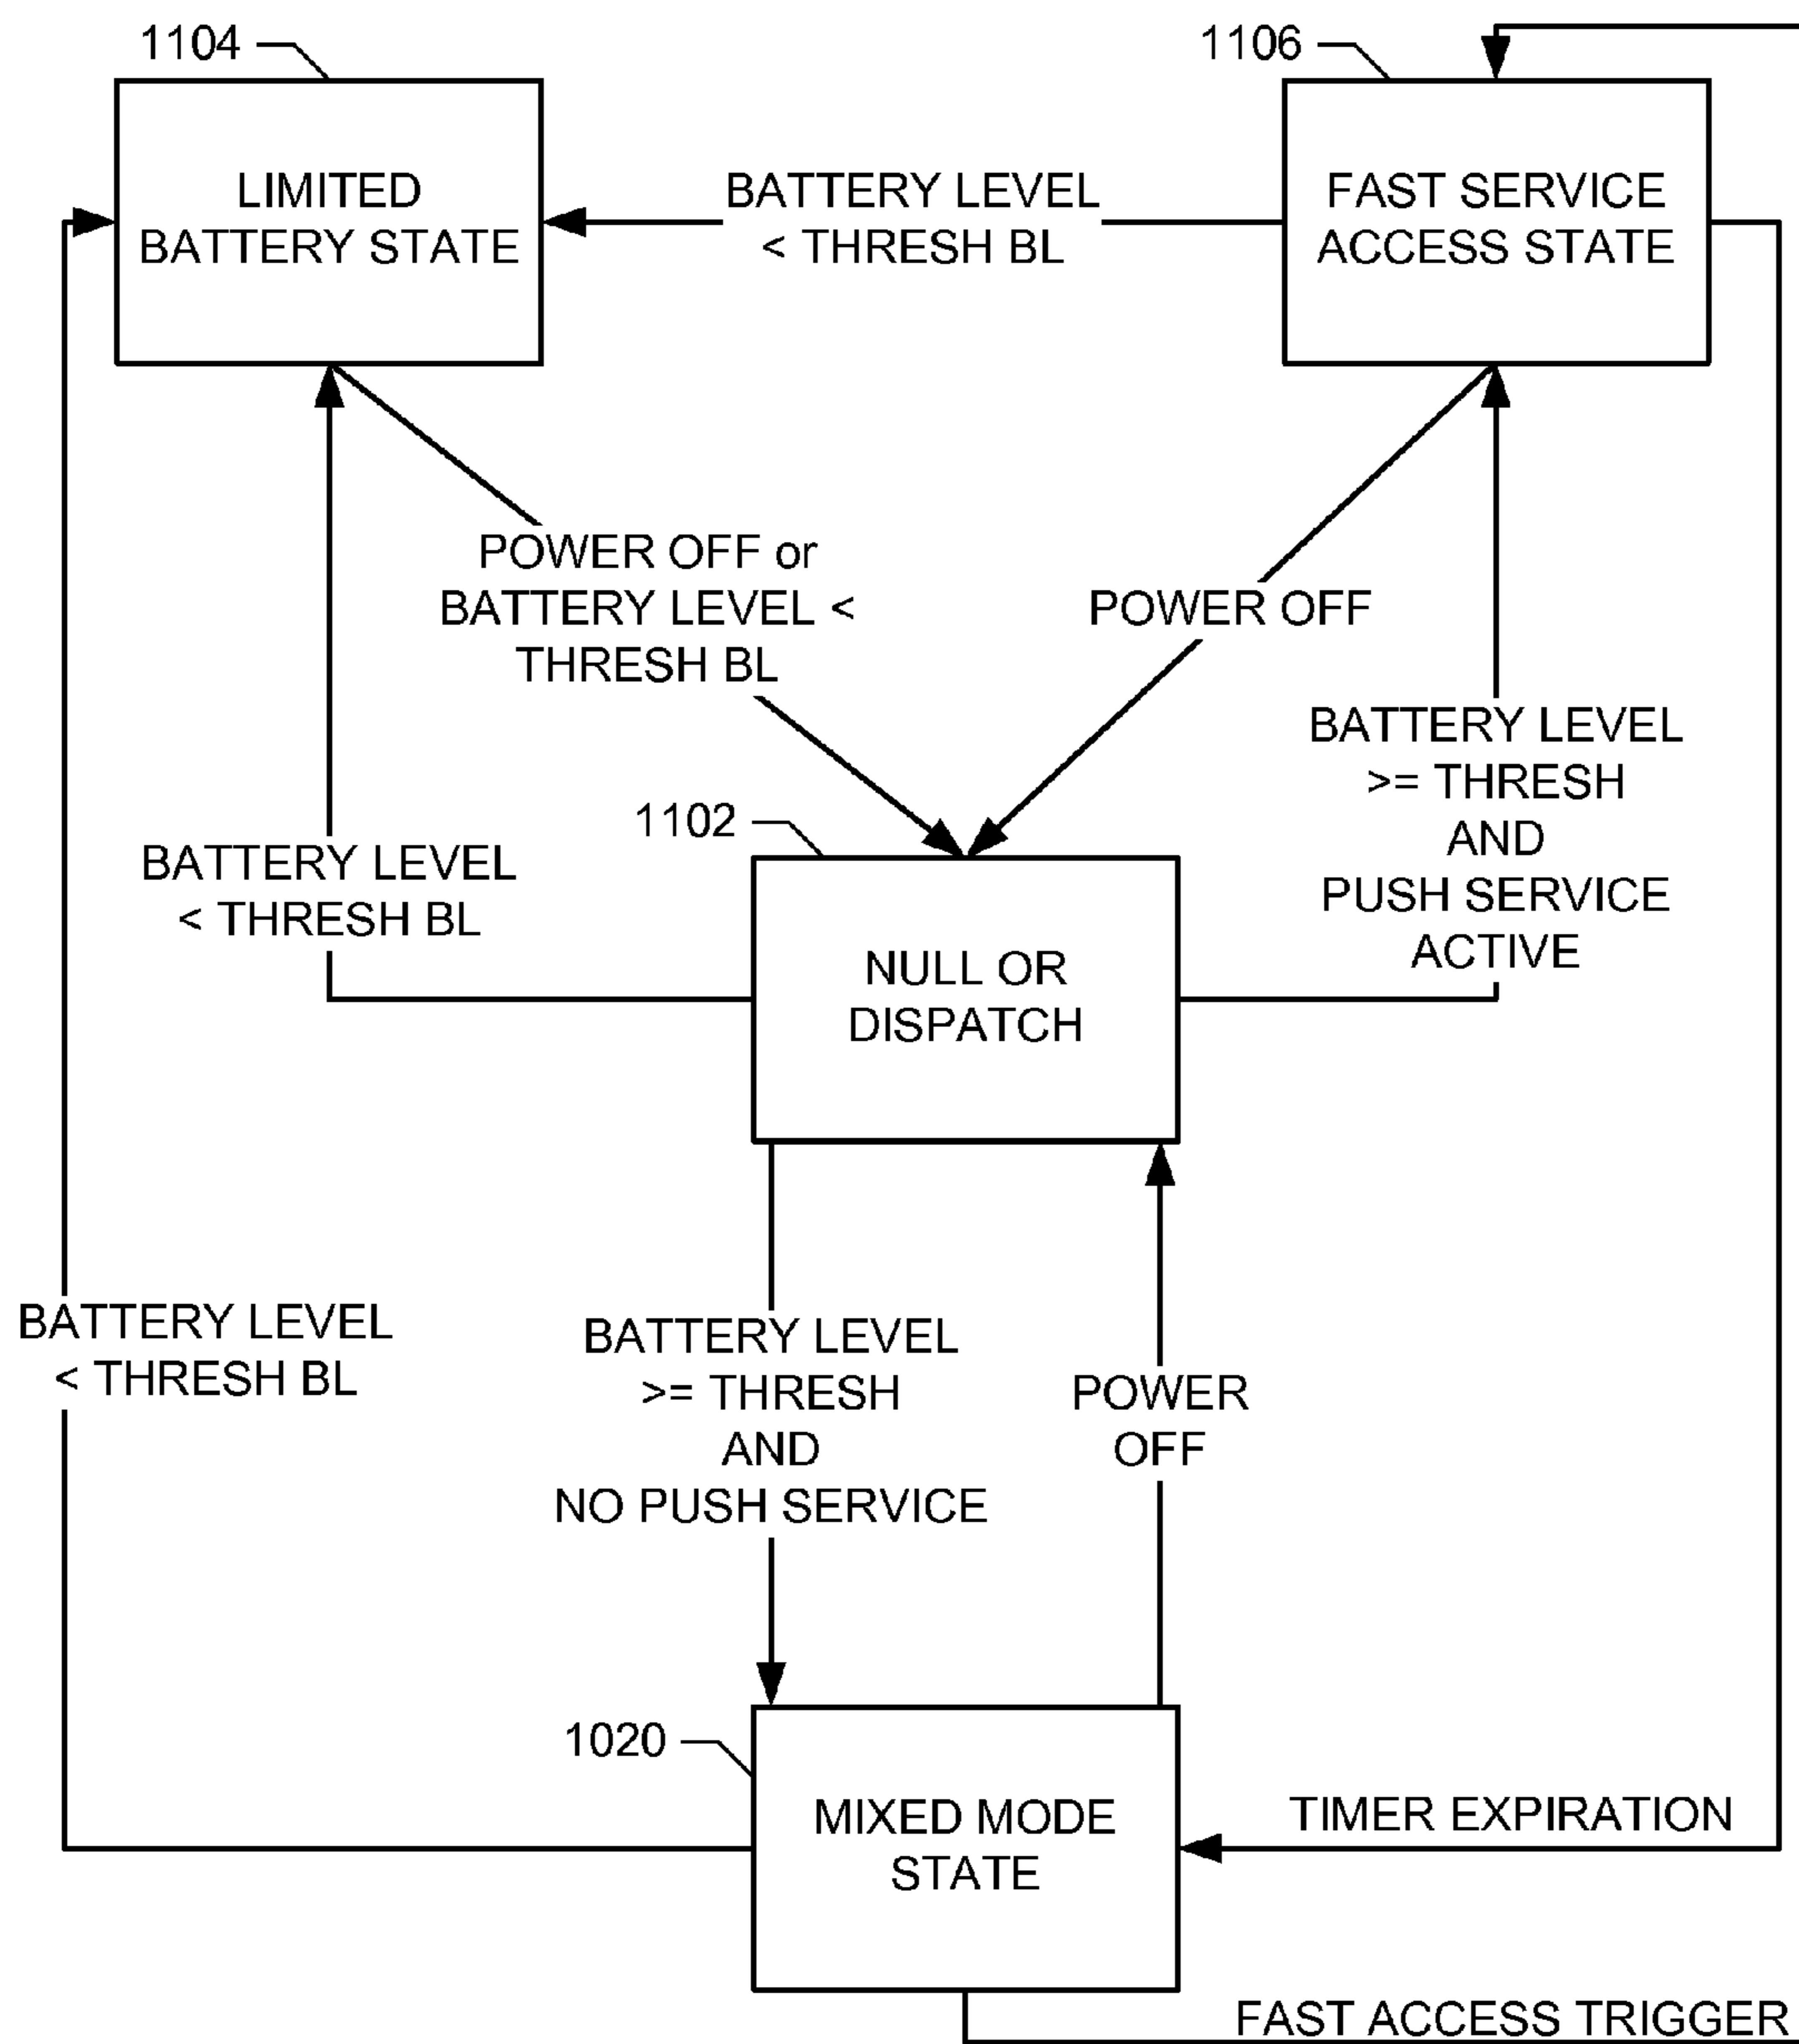 1104
1106
LIMITED
BATTERY STATE
BATTERY LEVEL
< THRESH BL
FAST SERVICE
ACCESS STATE
POWER OFF or
BATTERY LEVEL <
THRESH BL
POWER OFF
BATTERY LEVEL
>= THRESH
AND
PUSH SERVICE
ACTIVE
1102
BATTERY LEVEL
< THRESH BL
NULL OR
DISPATCH
BATTERY LEVEL
< THRESH BL
BATTERY LEVEL
>= THRESH
AND
NO PUSH SERVICE
POWER
OFF
1020
MIXED MODE
STATE
TIMER EXPIRATION
FAST ACCESS TRIGGER